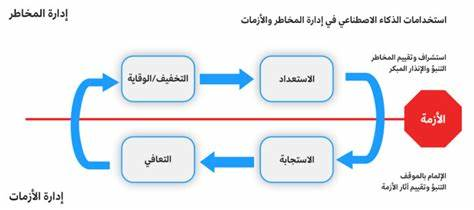 إدارة المخاطر
استخدامات الذكاء الاصطناعي في إدارة المخاطر والأزمات
استشراف وتقييم المخاطر
التنبؤ والإنذار المبكر
الاستعداد
التخفيف/الوقاية
الأزمة
الاستجابة
التعافي
الإلمام بالموقف
التنبؤ وتقييم آثار الأزمة
إدارة الأزمات